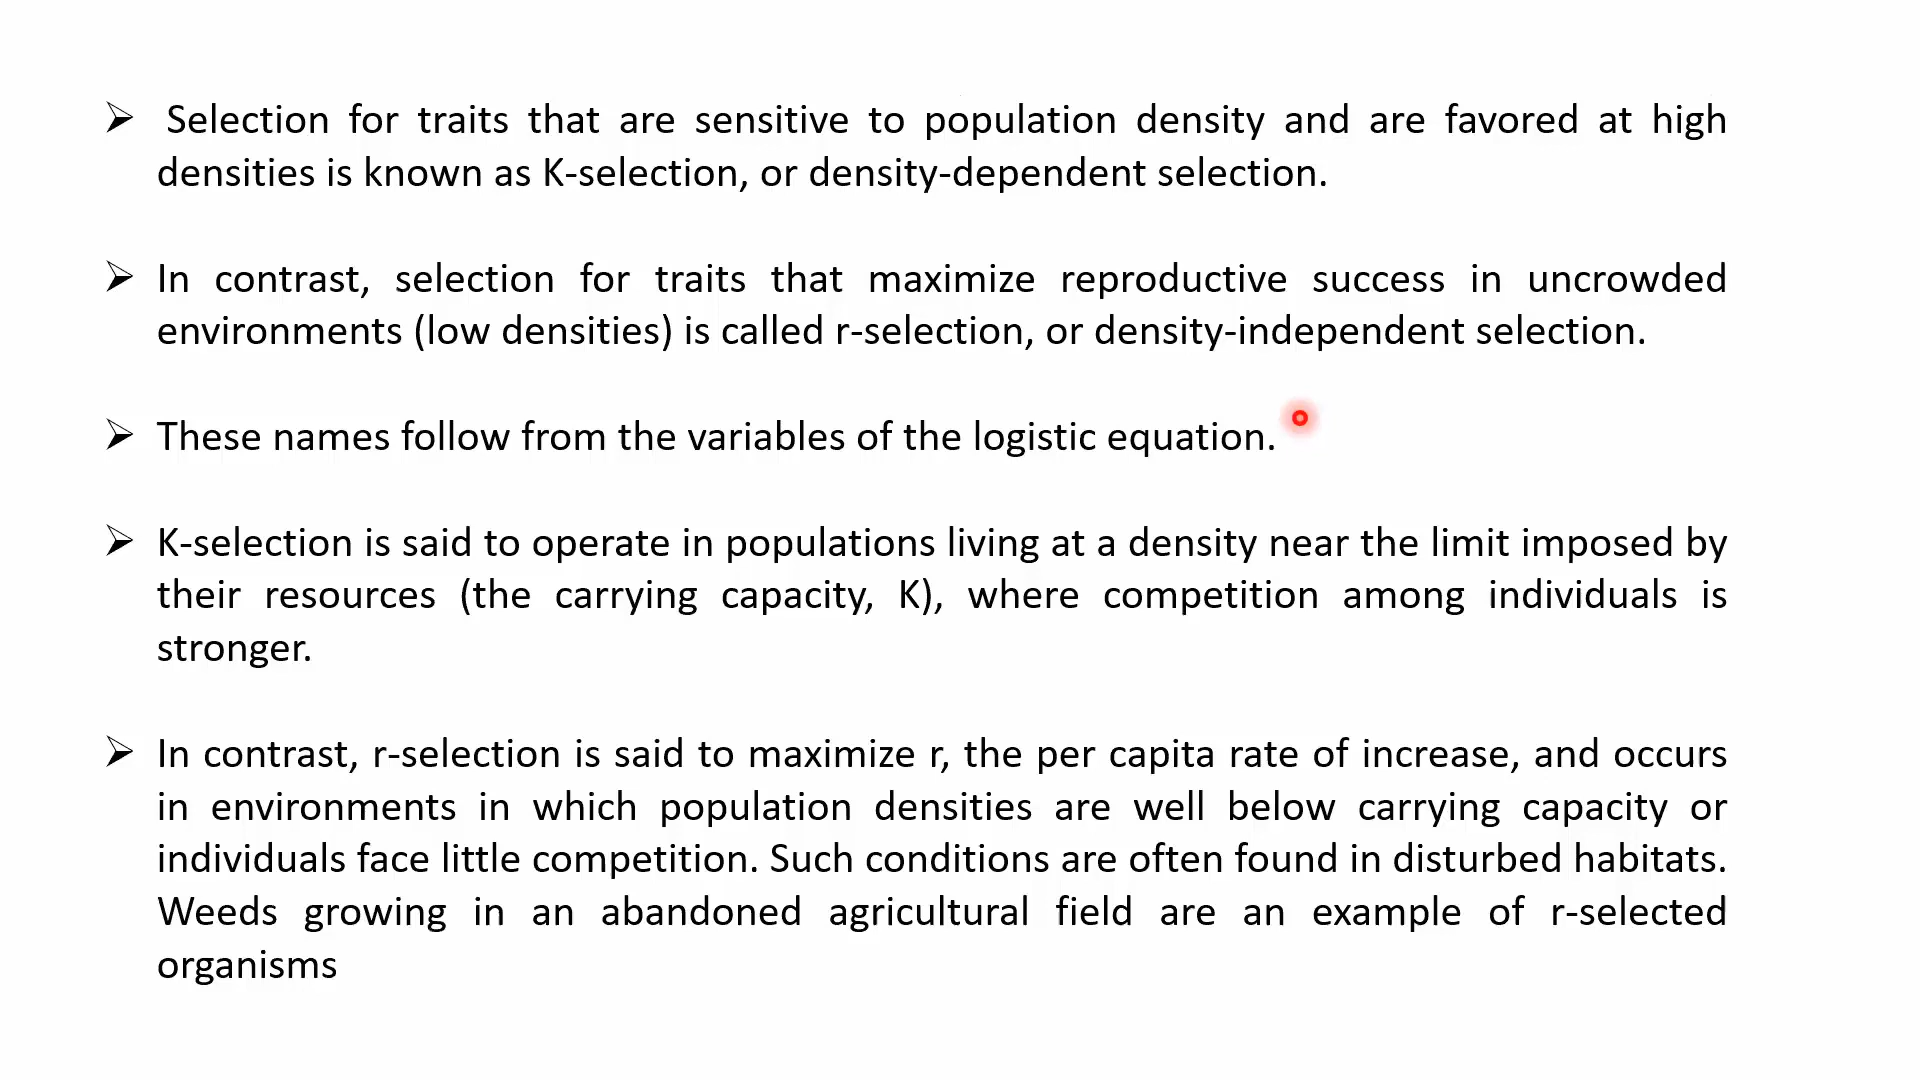 ➢ Selection for traits that are sensitive to population density and are favored at high
densities is known as K-selection, or density-dependent selection.
➢ In contrast, selection for traits that maximize reproductive success in uncrowded
environments (low densities) is called r-selection, or density-independent selection.
➢ These names follow from the variables of the logistic equation.
➢ K-selection is said to operate in populations living at a density near the limit imposed by
their resources (the carrying capacity, K), where competition among individuals is
stronger.
➢ In contrast, r-selection is said to maximize r, the per capita rate of increase, and occurs
in environments in which population densities are well below carrying capacity or
individuals face little competition. Such conditions are often found in disturbed habitats.
Weeds growing in an abandoned agricultural field are an example of r-selected
organisms